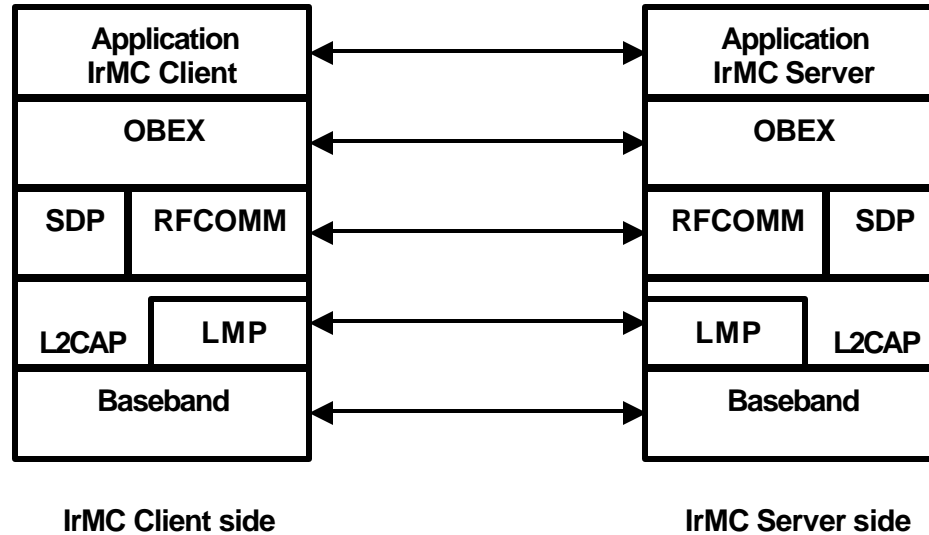 Application
IrMC Client
Application
IrMC Server
OBEX
OBEX
SDP
RFCOMM
RFCOMM
SDP
L2CAP
LMP
LMP
L2CAP
Baseband
Baseband
IrMC Client side
IrMC Server side